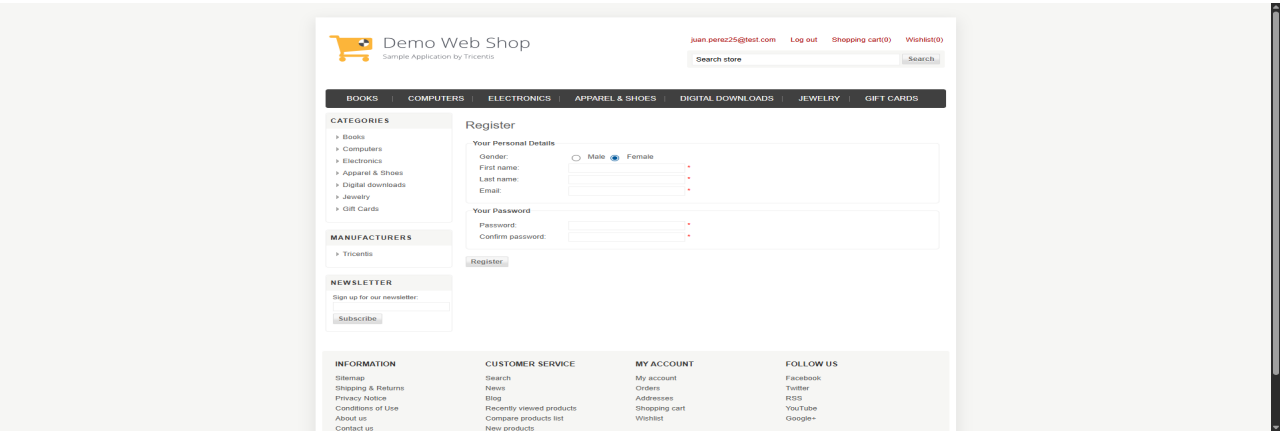 Demo Web Shop
Sample Application by Tricentis
juan.perez25@test.com Log out Shopping cart(0) Wishlist(0)
Search store Search
BOOKS | COMPUTERS | ELECTRONICS | APPAREL & SHOES | DIGITAL DOWNLOADS | JEWELRY | GIFT CARDS
CATEGORIES
Books
Computers
Electronics
Apparel & Shoes
Digital downloads
Jewelry
Gift Cards
MANUFACTURERS
Tricentis
NEWSLETTER
Sign up for our newsletter:
Subscribe
Register
Your Personal Details
Gender: Male Female
First name: *
Last name: *
Email: *
Your Password
Password: *
Confirm password: *
Register
INFORMATION
Sitemap
Shipping & Returns
Privacy Notice
Conditions of Use
About us
Contact us
CUSTOMER SERVICE
Search
News
Blog
Recently viewed products
Compare products list
New products
MY ACCOUNT
My account
Orders
Addresses
Shopping cart
Wishlist
FOLLOW US
Facebook
Twitter
RSS
YouTube
Google+